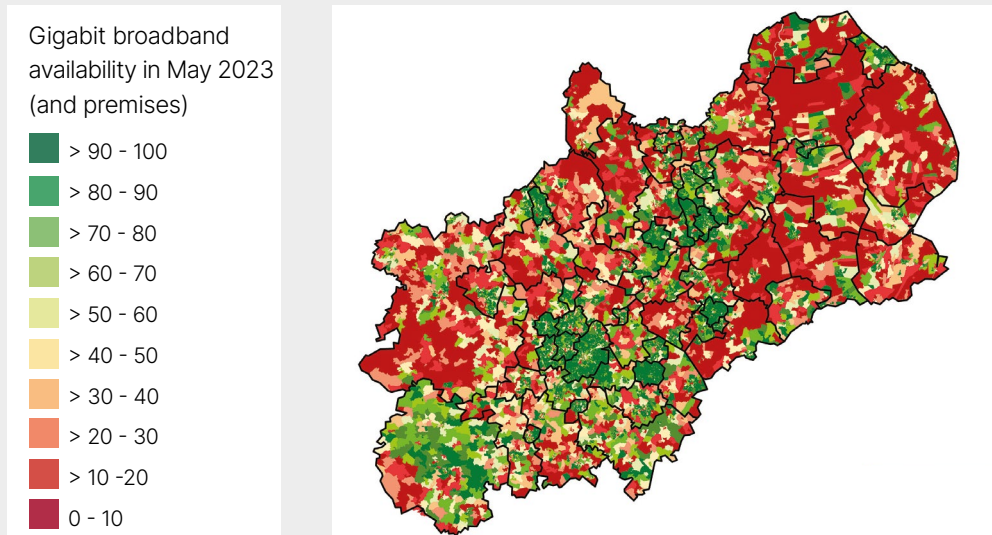 Gigabit broadband
availability in May 2023
(and premises)
> 90 - 100
> 80 - 90
> 70 - 80
> 60 - 70
> 50 - 60
> 40 - 50
> 30 - 40
> 20 - 30
> 10 -20
0 - 10